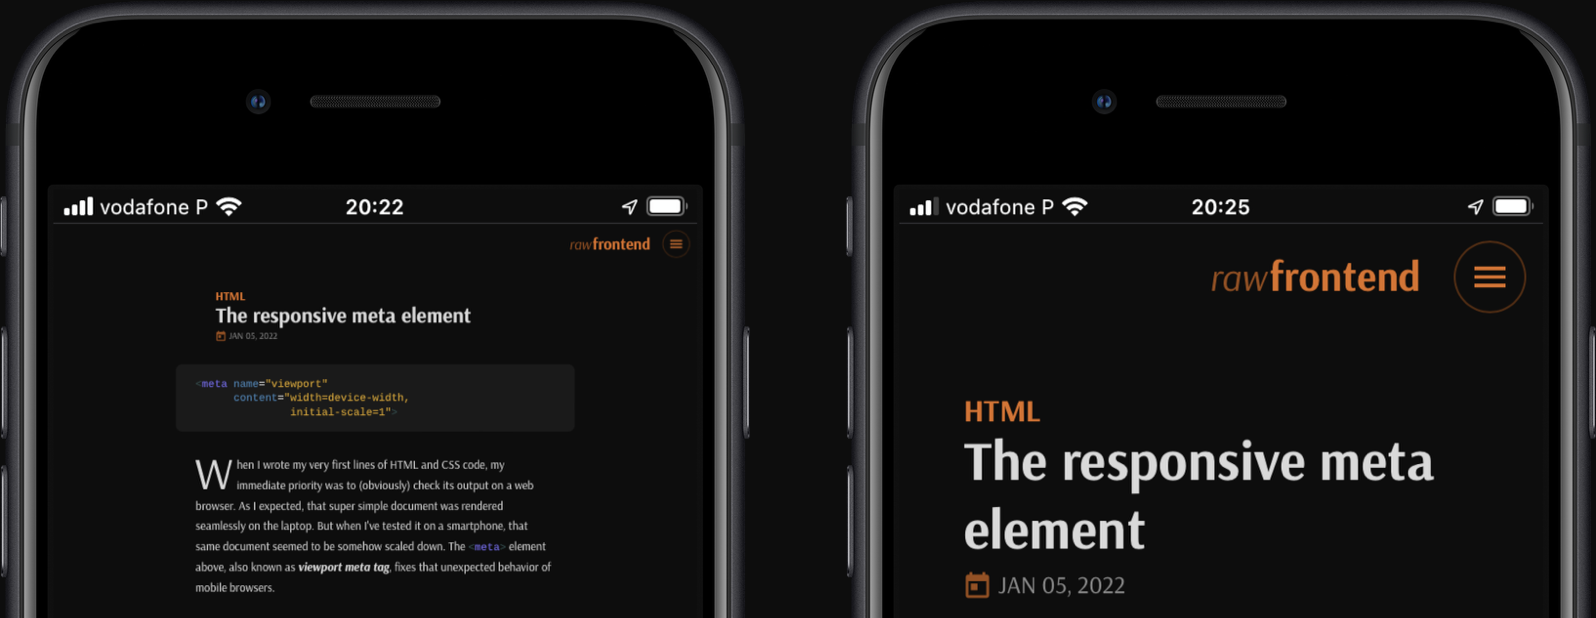 vodafone P
20:22
rawfrontend
HTML
The responsive meta element
JAN 05, 2022
<meta name="viewport"
content="width=device-width,
initial-scale=1">
When I wrote my very first lines of HTML and CSS code, my
immediate priority was to (obviously) check its output on a web
browser. As I expected, that super simple document was rendered
seamlessly on the laptop. But when I've tested it on a smartphone, that
same document seemed to be somehow scaled down. The <meta> element
above, also known as viewport meta tag, fixes that unexpected behavior of
mobile browsers.
vodafone P
20:25
rawfrontend
HTML
The responsive meta
element
JAN 05, 2022